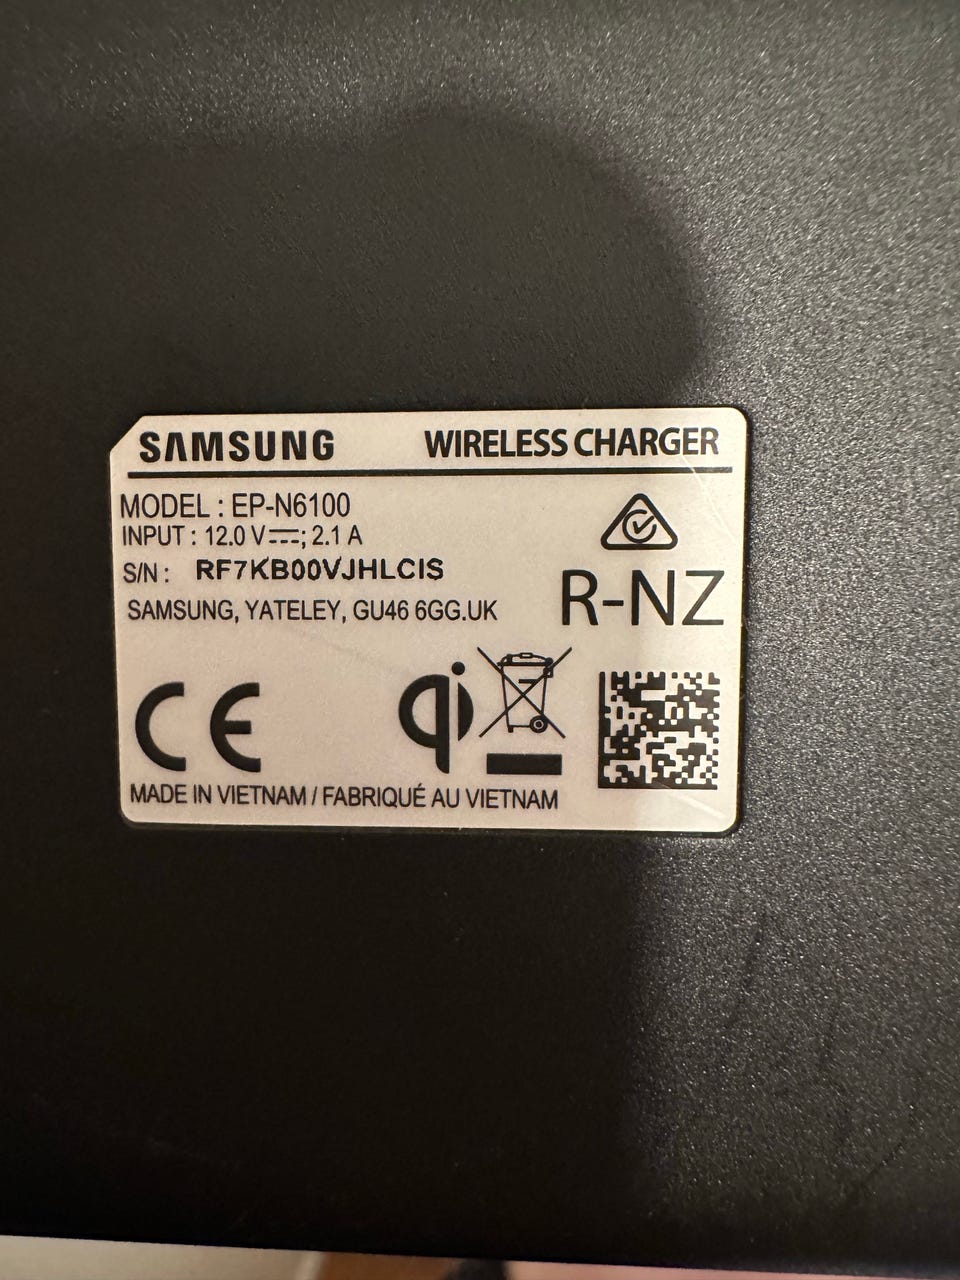 SAMSUNG WIRELESS CHARGER
MODEL : EP-N6100
INPUT : 12.0 V⎓; 2.1 A
S/N : RF7KB00VJHLCIS
SAMSUNG, YATELEY, GU46 6GG.UK
R-NZ
CE qi
MADE IN VIETNAM / FABRIQUÉ AU VIETNAM